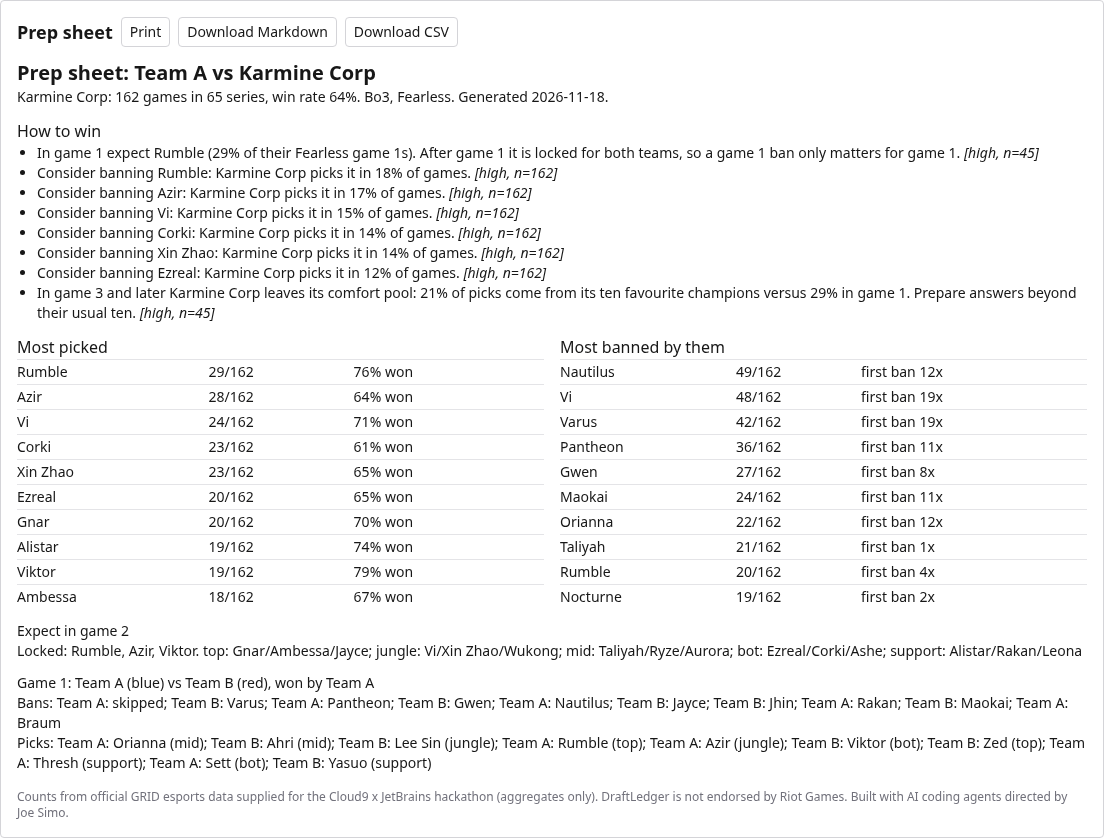 Prep sheet Print Download Markdown Download CSV
Prep sheet: Team A vs Karmine Corp
Karmine Corp: 162 games in 65 series, win rate 64%. Bo3, Fearless. Generated 2026-11-18.
How to win
• In game 1 expect Rumble (29% of their Fearless game 1s). After game 1 it is locked for both teams, so a game 1 ban only matters for game 1. [high, n=45]
• Consider banning Rumble: Karmine Corp picks it in 18% of games. [high, n=162]
• Consider banning Azir: Karmine Corp picks it in 17% of games. [high, n=162]
• Consider banning Vi: Karmine Corp picks it in 15% of games. [high, n=162]
• Consider banning Corki: Karmine Corp picks it in 14% of games. [high, n=162]
• Consider banning Xin Zhao: Karmine Corp picks it in 14% of games. [high, n=162]
• Consider banning Ezreal: Karmine Corp picks it in 12% of games. [high, n=162]
• In game 3 and later Karmine Corp leaves its comfort pool: 21% of picks come from its ten favourite champions versus 29% in game 1. Prepare answers beyond
their usual ten. [high, n=45]
Most picked
Rumble 29/162 76% won
Azir 28/162 64% won
Vi 24/162 71% won
Corki 23/162 61% won
Xin Zhao 23/162 65% won
Ezreal 20/162 65% won
Gnar 20/162 70% won
Alistar 19/162 74% won
Viktor 19/162 79% won
Ambessa 18/162 67% won
Most banned by them
Nautilus 49/162 first ban 12x
Vi 48/162 first ban 19x
Varus 42/162 first ban 19x
Pantheon 36/162 first ban 11x
Gwen 27/162 first ban 8x
Maokai 24/162 first ban 11x
Orianna 22/162 first ban 12x
Taliyah 21/162 first ban 1x
Rumble 20/162 first ban 4x
Nocturne 19/162 first ban 2x
Expect in game 2
Locked: Rumble, Azir, Viktor. top: Gnar/Ambessa/Jayce; jungle: Vi/Xin Zhao/Wukong; mid: Taliyah/Ryze/Aurora; bot: Ezreal/Corki/Ashe; support: Alistar/Rakan/Leona
Game 1: Team A (blue) vs Team B (red), won by Team A
Bans: Team A: skipped; Team B: Varus; Team A: Pantheon; Team B: Gwen; Team A: Nautilus; Team B: Jayce; Team B: Jhin; Team A: Rakan; Team B: Maokai; Team A:
Braum
Picks: Team A: Orianna (mid); Team B: Ahri (mid); Team B: Lee Sin (jungle); Team A: Rumble (top); Team A: Azir (jungle); Team B: Viktor (bot); Team B: Zed (top); Team
A: Thresh (support); Team A: Sett (bot); Team B: Yasuo (support)
Counts from official GRID esports data supplied for the Cloud9 x JetBrains hackathon (aggregates only). DraftLedger is not endorsed by Riot Games. Built with AI coding agents directed by
Joe Simo.